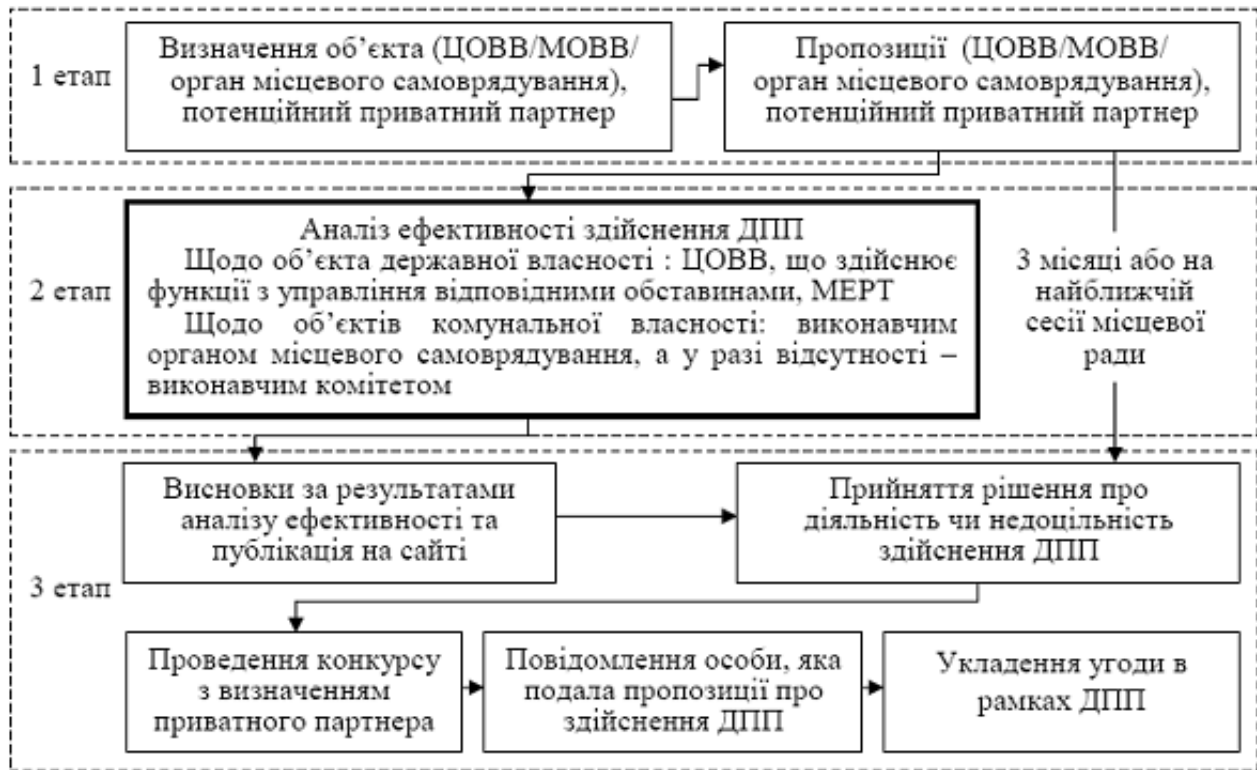 1 етап
Визначення об’єкта (ЦОВВ/МОВВ/
орган місцевого самоврядування),
потенційний приватний партнер
Пропозиції (ЦОВВ/МОВВ/
орган місцевого самоврядування),
потенційний приватний партнер
2 етап
Аналіз ефективності здійснення ДПП
Щодо об’єкта державної власності : ЦОВВ, що здійснює
функції з управління відповідними обставинами, МЕРТ
Щодо об’єктів комунальної власності: виконавчим
органом місцевого самоврядування, а у разі відсутності –
виконавчим комітетом
3 місяці або на
найближчій
сесії місцевої
ради
3 етап
Висновки за результатами
аналізу ефективності та
публікація на сайті
Прийняття рішення про
діяльність чи недоцільність
здійснення ДПП
Проведення конкурсу
з визначенням
приватного партнера
Повідомлення особи, яка
подала пропозиції про
здійснення ДПП
Укладення угоди в
рамках ДПП